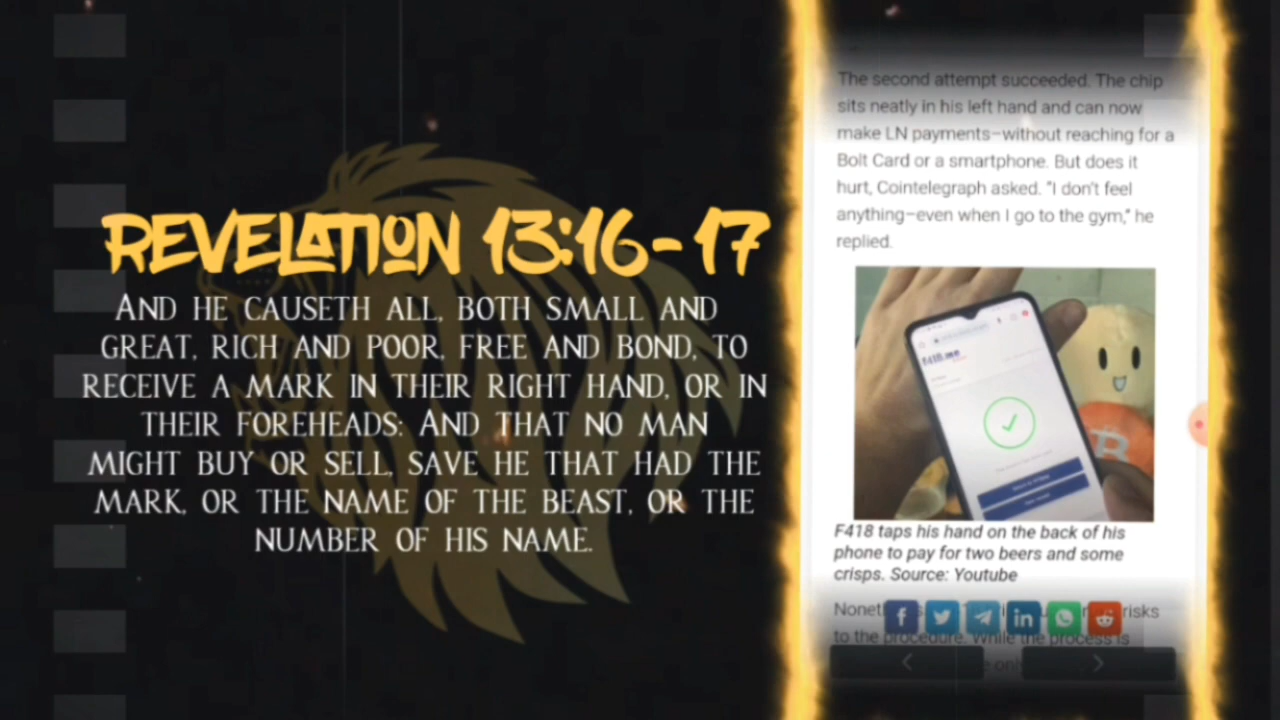 REVELATION 13:16-17
AND HE CAUSETH ALL, BOTH SMALL AND
GREAT, RICH AND POOR, FREE AND BOND, TO
RECEIVE A MARK IN THEIR RIGHT HAND, OR IN
THEIR FOREHEADS: AND THAT NO MAN
MIGHT BUY OR SELL, SAVE HE THAT HAD THE
MARK, OR THE NAME OF THE BEAST, OR THE
NUMBER OF HIS NAME.
The second attempt succeeded. The chip
sits neatly in his left hand and can now
make LN payments–without reaching for a
Bolt Card or a smartphone. But does it
hurt, Cointelegraph asked. "I don't feel
anything–even when I go to the gym," he
replied.
F418.me
F418 taps his hand on the back of his
phone to pay for two beers and some
crisps. Source: Youtube
risks
to the procedure. While the process is